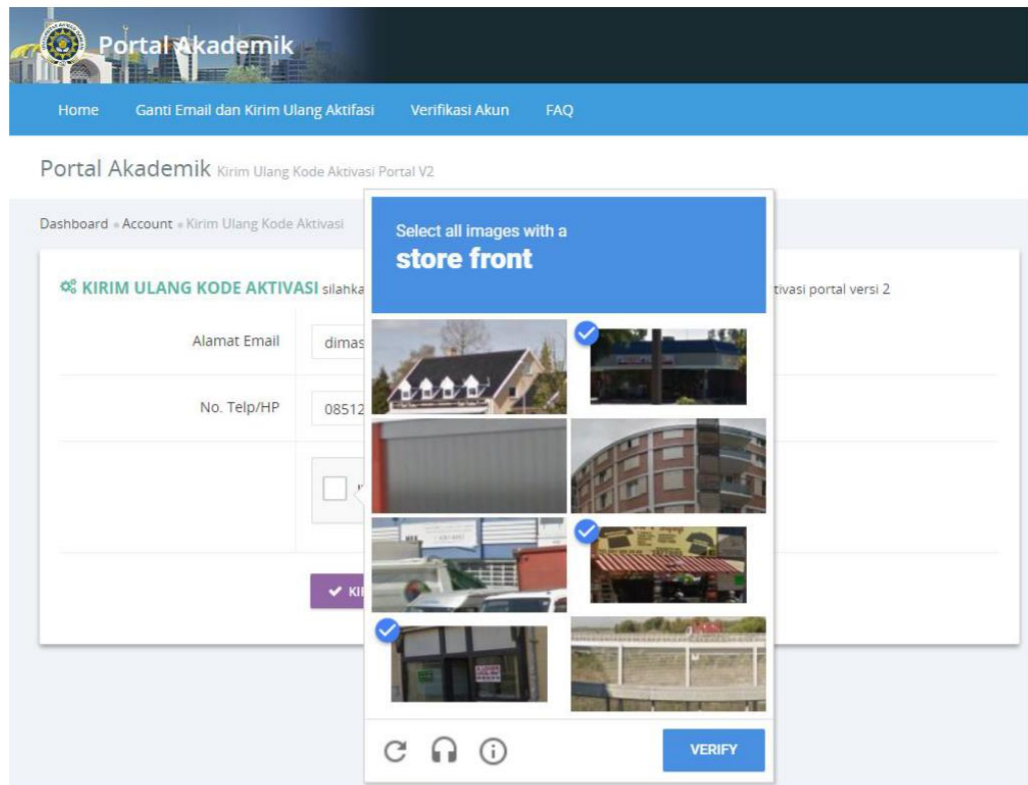 Portal Akademik
Home Ganti Email dan Kirim Ulang Aktifasi Verifikasi Akun FAQ
Portal Akademik Kirim Ulang Kode Aktivasi Portal V2
Dashboard Account Kirim Ulang Kode Aktivasi
KIRIM ULANG KODE AKTIVASI silahka
tivasi portal versi 2
Alamat Email dimas
No. Telp/HP 08512
KI
Select all images with a
store front
VERIFY